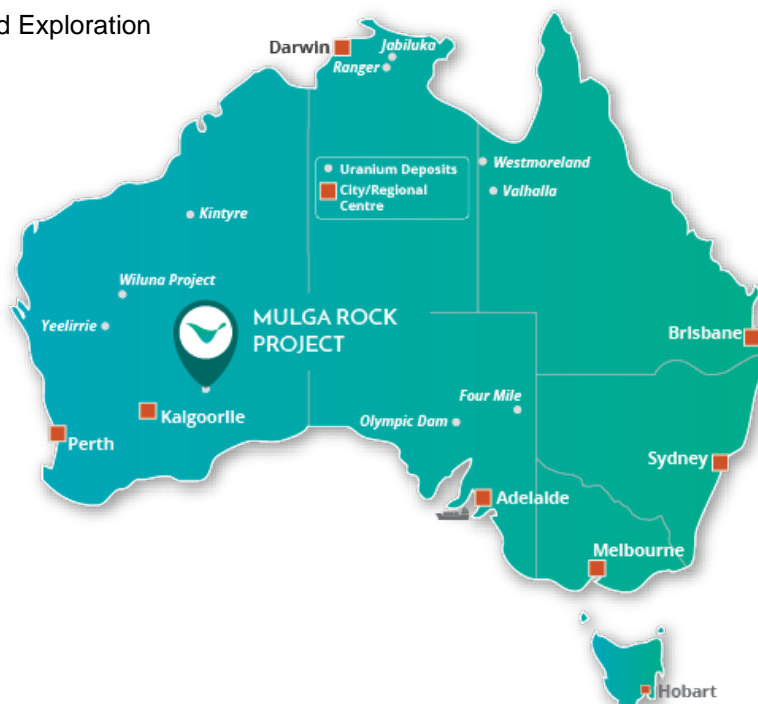 d Exploration
Darwin
Jabiluka
Ranger
Uranium Deposits
City/Regional
Centre
Westmoreland
Valhalla
Kintyre
Wiluna Project
Yeelirrie
MULGA ROCK
PROJECT
Brisbane
Four Mile
Kalgoorlie
Olympic Dam
Perth
Sydney
Adelaide
Melbourne
Hobart